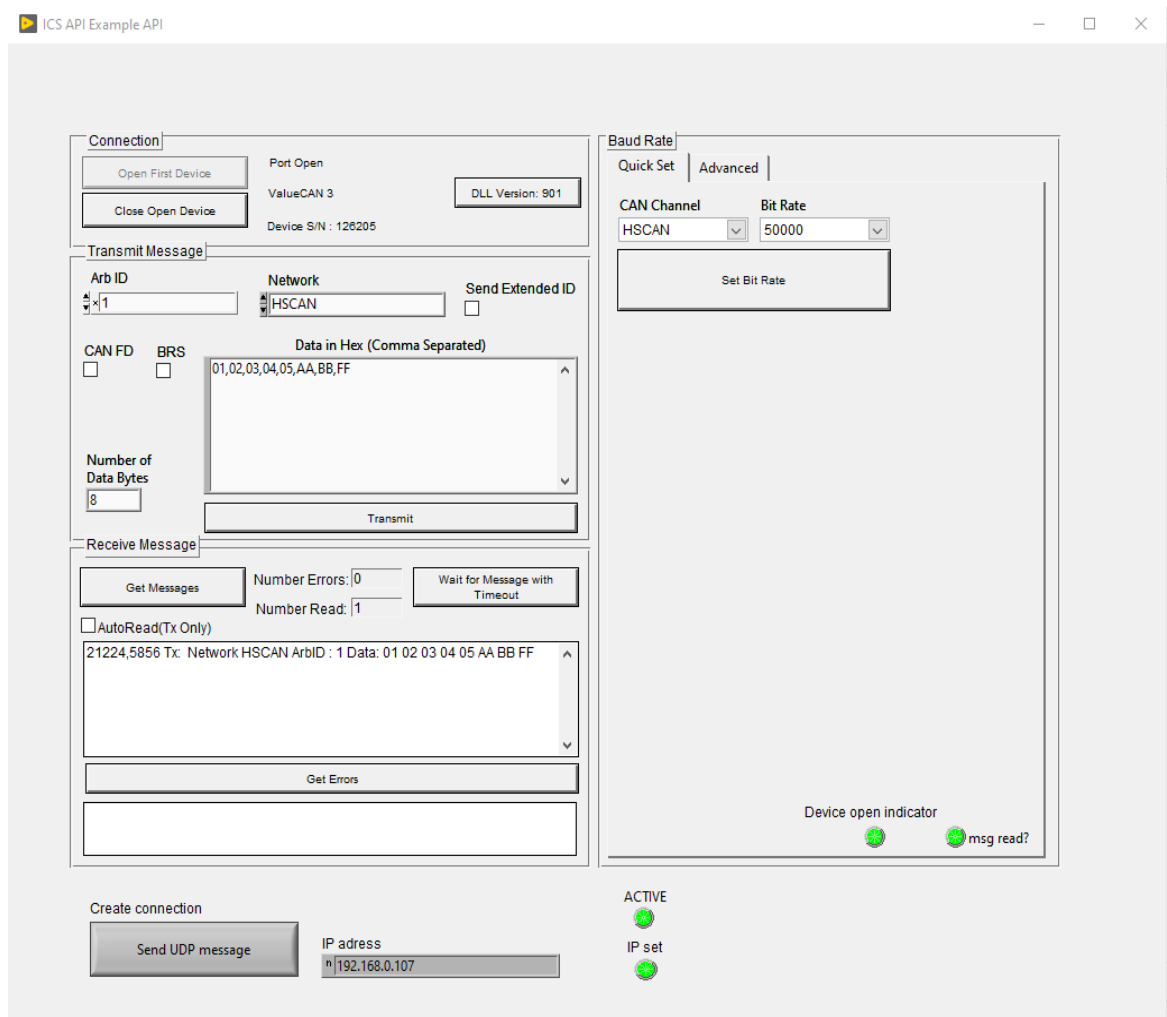 ICS API Example API
Connection
Open First Device
Close Open Device
Port Open
ValueCAN 3
Device S/N : 126205
DLL Version: 901
Transmit Message
Arb ID
Network
Send Extended ID
x 1
HSCAN
CAN FD
BRS
Data in Hex (Comma Separated)
01,02,03,04,05,AA,BB,FF
Number of
Data Bytes
8
Transmit
Receive Message
Get Messages
Number Errors: 0
Number Read: 1
Wait for Message with
Timeout
AutoRead(Tx Only)
21224,5856 Tx: Network HSCAN ArbID : 1 Data: 01 02 03 04 05 AA BB FF
Get Errors
Baud Rate
Quick Set
Advanced
CAN Channel
Bit Rate
HSCAN
50000
Set Bit Rate
Device open indicator
msg read?
Create connection
Send UDP message
IP adress
n 192.168.0.107
ACTIVE
IP set